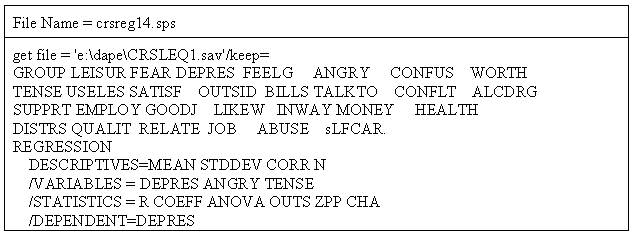 File Name = crsreg14.sps
get file = 'e:\dape\CRSLEQ1.sav'/keep=
GROUP LEISUR FEAR DEPRES FEELG ANGRY CONFUS WORTH
TENSE USELES SATISF OUTSID BILLS TALKTO CONFLT ALCDRG
SUPPRT EMPLOY GOODJ LIKEW INWAY MONEY HEALTH
DISTRS QUALIT RELATE JOB ABUSE sLFCAR.
REGRESSION
DESCRIPTIVES=MEAN STDDEV CORR N
/VARIABLES = DEPRES ANGRY TENSE
/STATISTICS = R COEFF ANOVA OUTS ZPP CHA
/DEPENDENT=DEPRES